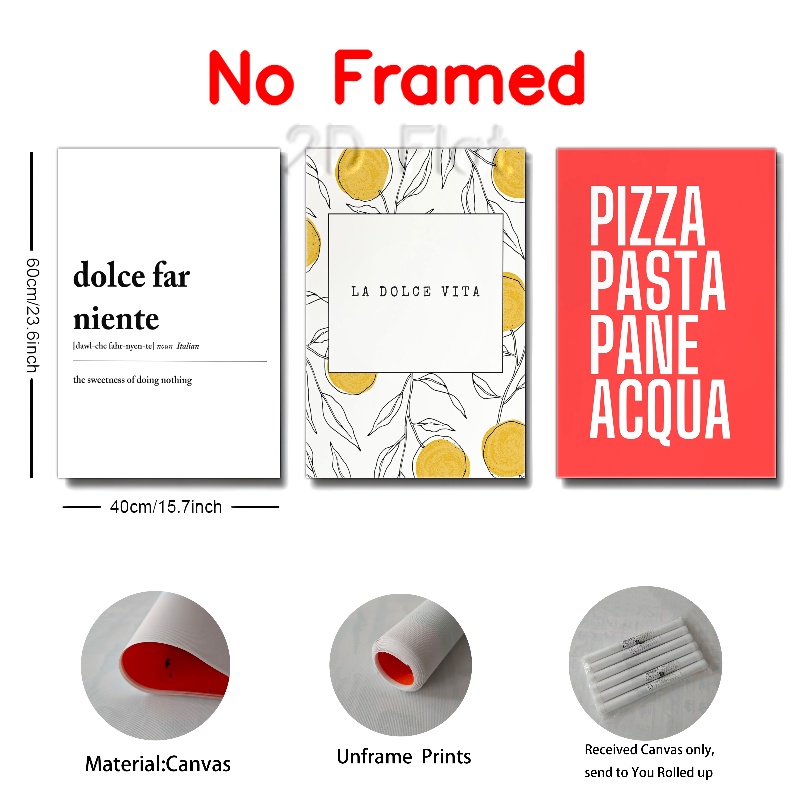 No Framed
2D Flat
60cm/23.6inch
dolce far
niente
[dawl-che fahr-nyen-te] noun Italian
the sweetness of doing nothing
LA DOLCE VITA
PIZZA
PASTA
PANE
ACQUA
40cm/15.7inch
Material:Canvas
Unframe Prints
Received Canvas only,
send to You Rolled up